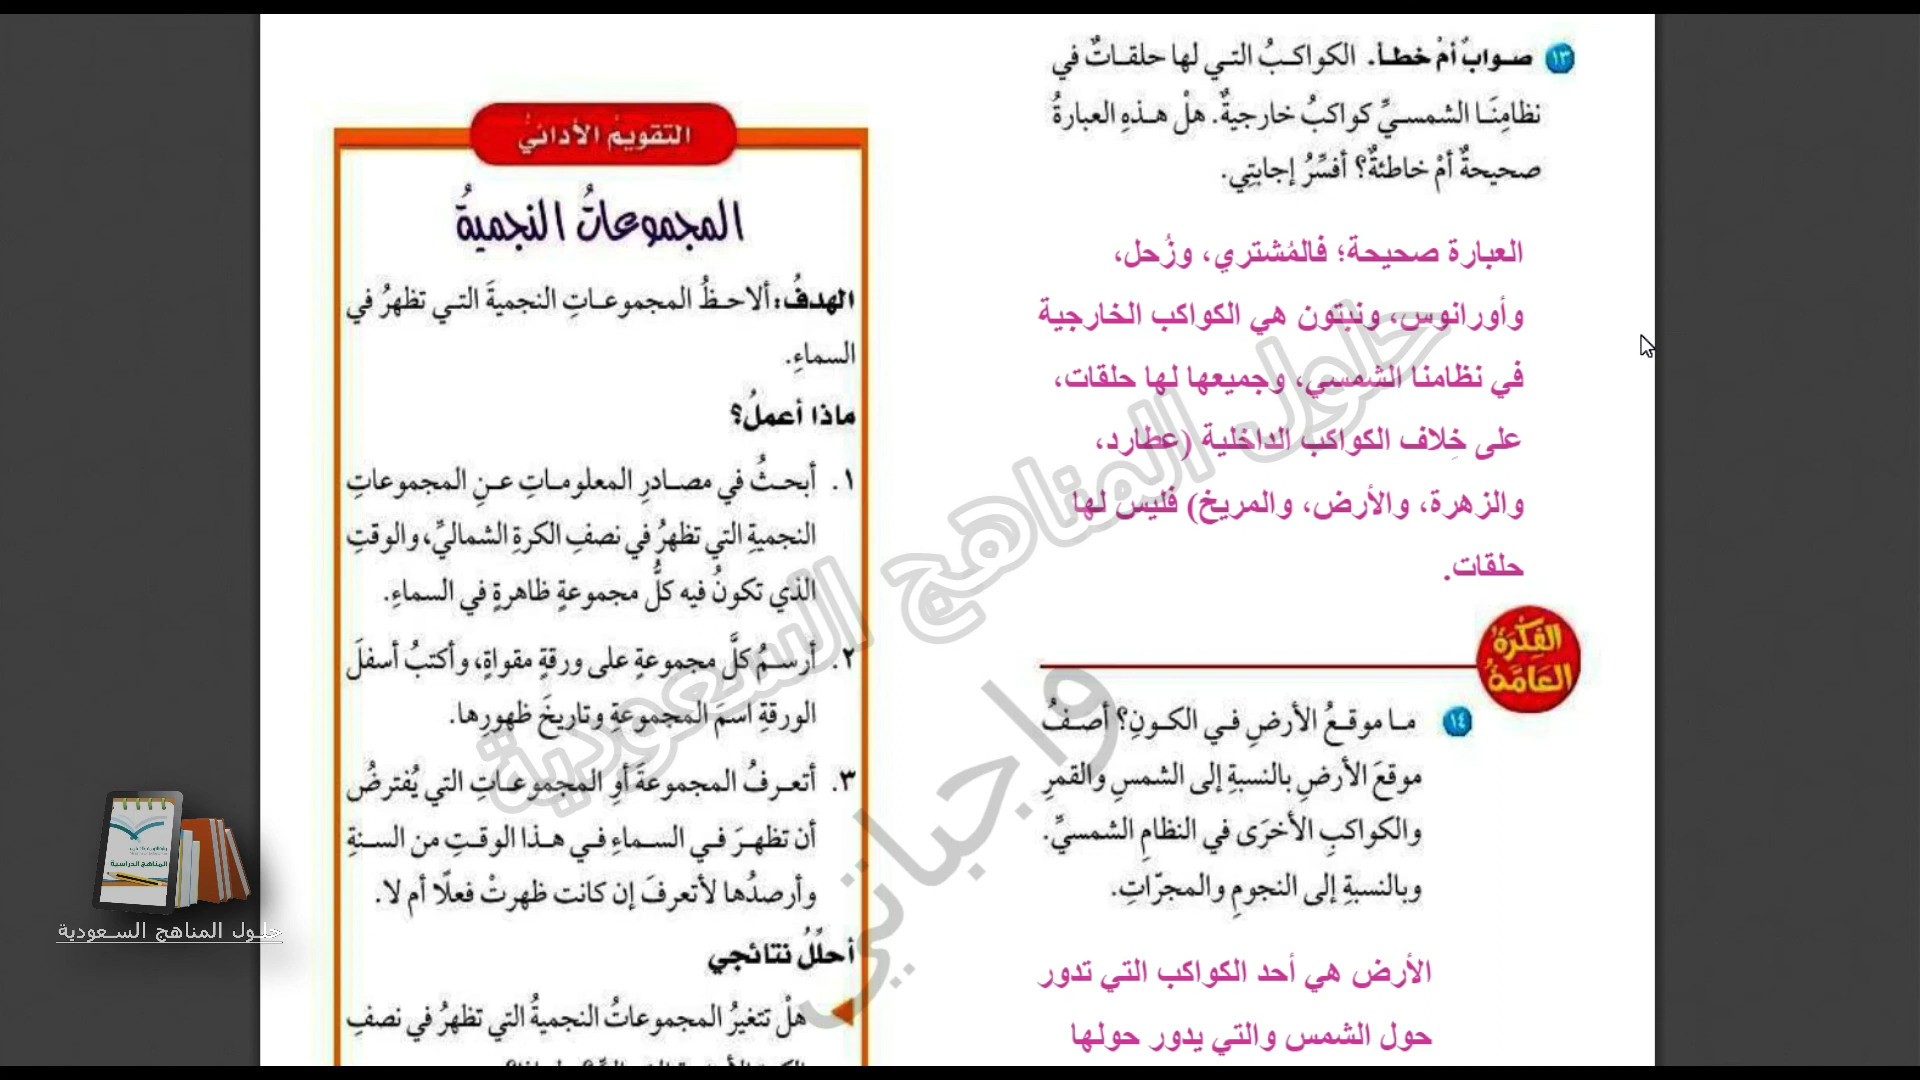 ١٣ صوابٌ أمْ خطأ. الكواكبُ التي لها حلقاتٌ في
نظامِنَا الشمسيِّ كواكبُ خارجيةٌ. هلْ هذهِ العبارةُ
صحيحةٌ أمْ خاطئةٌ؟ أفسِّرُ إجابتِي.
العبارة صحيحة؛ فالمُشتري، وزُحل،
وأورانوس، ونبتون هي الكواكب الخارجية
في نظامنا الشمسي، وجميعها لها حلقات،
على خِلاف الكواكب الداخلية (عطارد،
والزهرة، والأرض، والمريخ) فليس لها
حلقات.
الفِكْرَةُ
العَامَّةُ
١٤ ما موقعُ الأرضِ في الكونِ؟ أصفُ
موقعَ الأرضِ بالنسبةِ إلى الشمسِ والقمرِ
والكواكبِ الأخرَى في النظامِ الشمسيِّ.
وبالنسبةِ إلى النجومِ والمجرّاتِ.
الأرض هي أحد الكواكب التي تدور
حول الشمس والتي يدور حولها
التقويمُ الأدائيُّ
المجموعاتُ النجميةُ
الهدفُ: ألاحظُ المجموعاتِ النجميةَ التي تظهرُ في
السماءِ.
ماذا أعملُ؟
١. أبحثُ في مصادرِ المعلوماتِ عنِ المجموعاتِ
النجميةِ التي تظهرُ في نصفِ الكرةِ الشماليِّ، والوقتِ
الذي تكونُ فيه كلُّ مجموعةٍ ظاهرةٍ في السماءِ.
٢. أرسمُ كلَّ مجموعةٍ على ورقةٍ مقواةٍ، وأكتبُ أسفلَ
الورقةِ اسمَ المجموعةِ وتاريخَ ظهورِها.
٣. أتعرفُ المجموعةَ أوِ المجموعاتِ التي يُفترضُ
أن تظهرَ في السماءِ في هذا الوقتِ من السنةِ
وأرصدُها لأتعرفَ إن كانت ظهرتْ فعلًا أم لا.
أحلِّلُ نتائجي
هلْ تتغيرُ المجموعاتُ النجميةُ التي تظهرُ في نصفِ
حلول المناهج السعودية
واجباتي
المناهج الدراسية
حلول المناهج السعودية